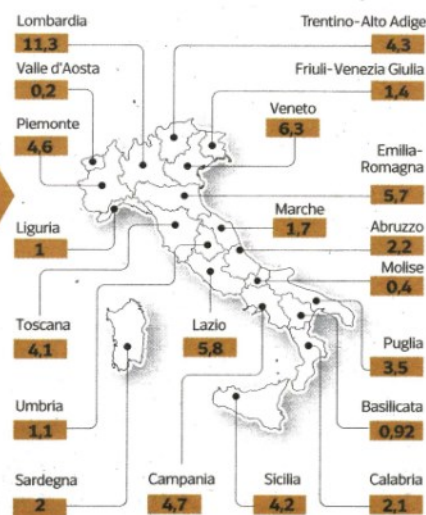 Lombardia
11,3
Trentino-Alto Adige
4,3
Valle d'Aosta
0,2
Friuli-Venezia Giulia
1,4
Piemonte
4,6
Veneto
6,3
Emilia-
Romagna
5,7
Liguria
1
Marche
1,7
Abruzzo
2,2
Molise
0,4
Toscana
4,1
Lazio
5,8
Puglia
3,5
Umbria
1,1
Basilicata
0,92
Sardegna
2
Campania
4,7
Sicilia
4,2
Calabria
2,1